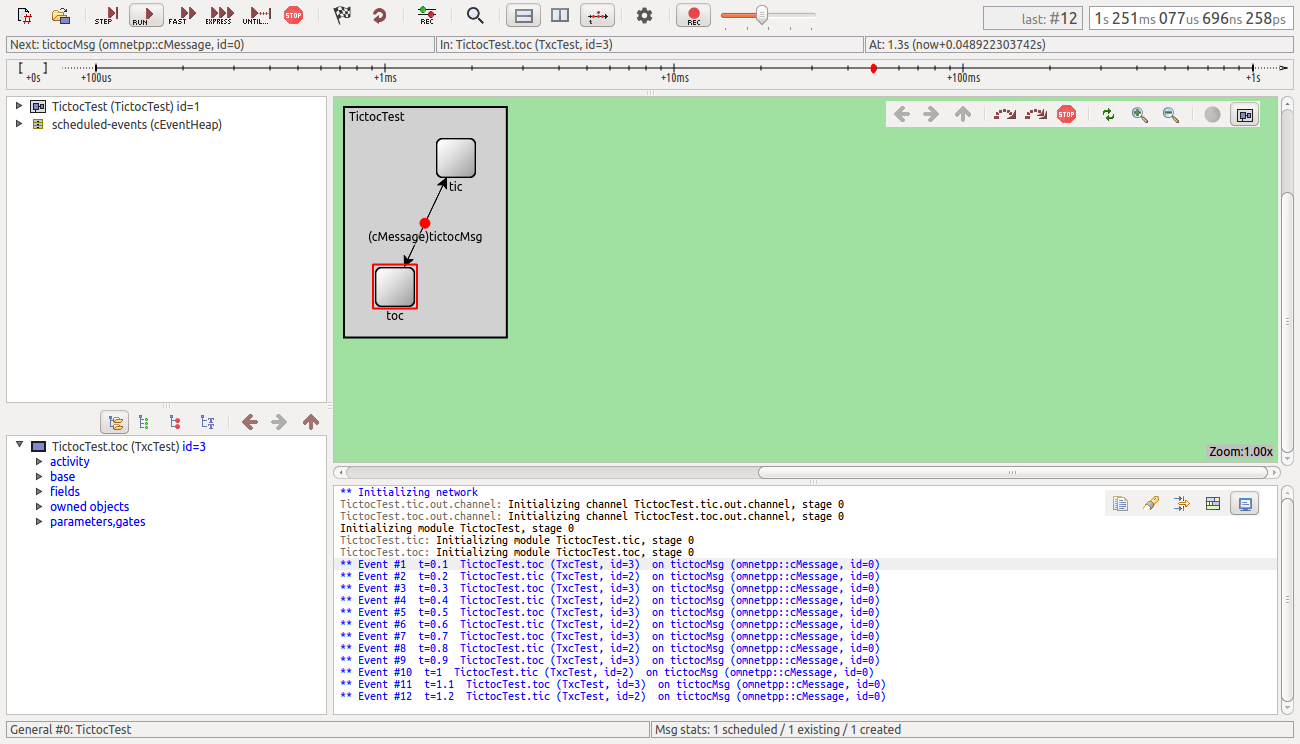 STEP RUN FAST EXPRESS UNTIL... STOP REC REC last: #12 1s 251ms 077us 696ns 258ps
Next: tictocMsg (omnetpp::cMessage, id=0) In: TictocTest.toc (TxcTest, id=3) At: 1.3s (now+0.048922303742s)
[ ]
+0s +100us +1ms +10ms +100ms +1s
TictocTest (TictocTest) id=1
scheduled-events (cEventHeap)
TictocTest
tic
(cMessage)tictocMsg
toc
STOP
Zoom:1.00x
TictocTest.toc (TxcTest) id=3
activity
base
fields
owned objects
parameters,gates
** Initializing network
TictocTest.tic.out.channel: Initializing channel TictocTest.tic.out.channel, stage 0
TictocTest.toc.out.channel: Initializing channel TictocTest.toc.out.channel, stage 0
Initializing module TictocTest, stage 0
TictocTest.tic: Initializing module TictocTest.tic, stage 0
TictocTest.toc: Initializing module TictocTest.toc, stage 0
** Event #1 t=0.1 TictocTest.toc (TxcTest, id=3) on tictocMsg (omnetpp::cMessage, id=0)
** Event #2 t=0.2 TictocTest.tic (TxcTest, id=2) on tictocMsg (omnetpp::cMessage, id=0)
** Event #3 t=0.3 TictocTest.toc (TxcTest, id=3) on tictocMsg (omnetpp::cMessage, id=0)
** Event #4 t=0.4 TictocTest.tic (TxcTest, id=2) on tictocMsg (omnetpp::cMessage, id=0)
** Event #5 t=0.5 TictocTest.toc (TxcTest, id=3) on tictocMsg (omnetpp::cMessage, id=0)
** Event #6 t=0.6 TictocTest.tic (TxcTest, id=2) on tictocMsg (omnetpp::cMessage, id=0)
** Event #7 t=0.7 TictocTest.toc (TxcTest, id=3) on tictocMsg (omnetpp::cMessage, id=0)
** Event #8 t=0.8 TictocTest.tic (TxcTest, id=2) on tictocMsg (omnetpp::cMessage, id=0)
** Event #9 t=0.9 TictocTest.toc (TxcTest, id=3) on tictocMsg (omnetpp::cMessage, id=0)
** Event #10 t=1 TictocTest.tic (TxcTest, id=2) on tictocMsg (omnetpp::cMessage, id=0)
** Event #11 t=1.1 TictocTest.toc (TxcTest, id=3) on tictocMsg (omnetpp::cMessage, id=0)
** Event #12 t=1.2 TictocTest.tic (TxcTest, id=2) on tictocMsg (omnetpp::cMessage, id=0)
General #0: TictocTest Msg stats: 1 scheduled / 1 existing / 1 created